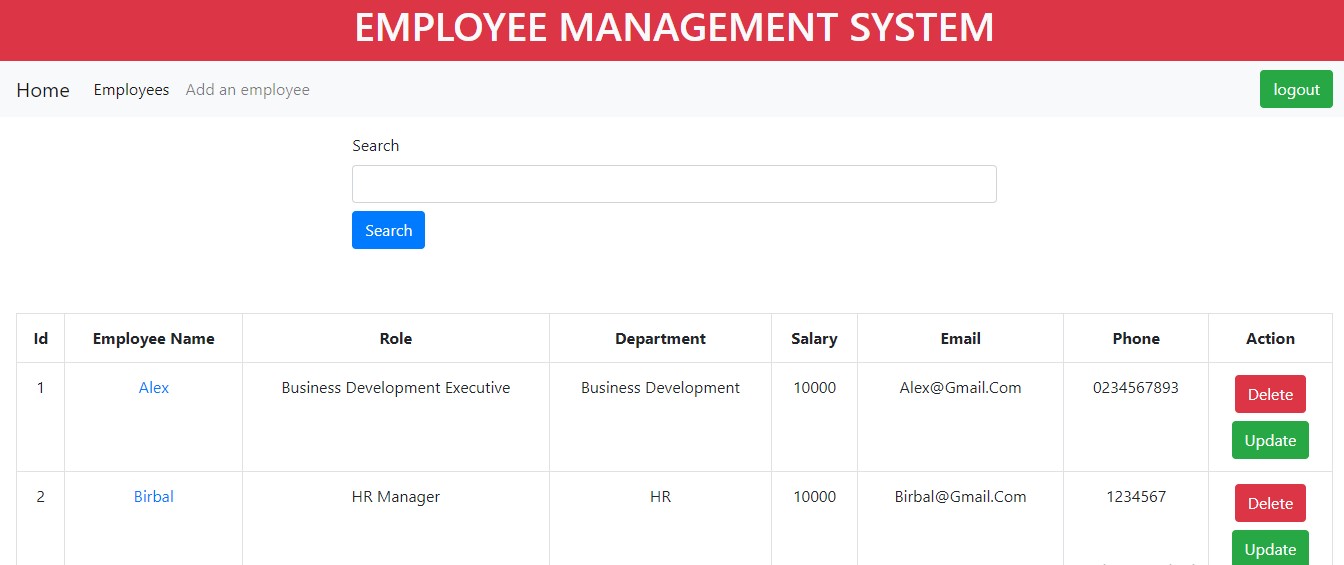 EMPLOYEE MANAGEMENT SYSTEM
Home Employees Add an employee logout
Search
Search
Id Employee Name Role Department Salary Email Phone Action
1 Alex Business Development Executive Business Development 10000 Alex@Gmail.Com 0234567893 Delete
Update
2 Birbal HR Manager HR 10000 Birbal@Gmail.Com 1234567 Delete
Update